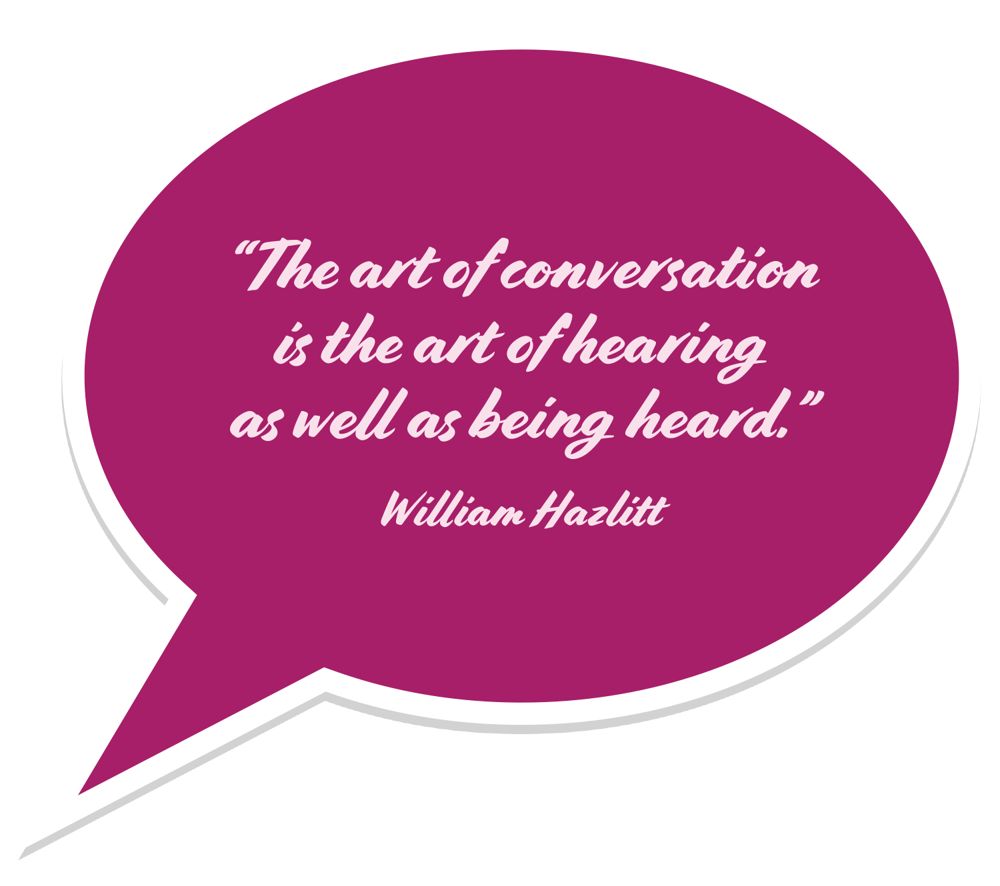 “The art of conversation
is the art of hearing
as well as being heard.”
William Hazlitt